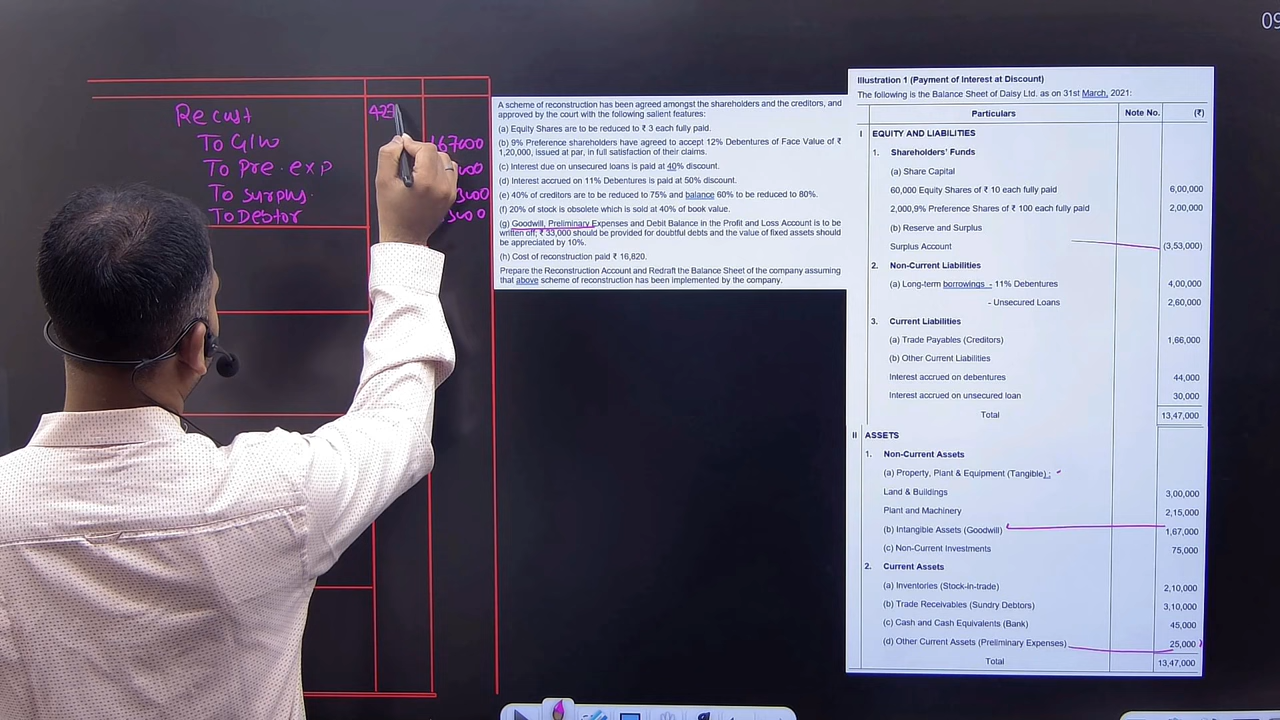 09
Reconst
To G/w
167000
To pre. exp
To surplus.
To Debtor
A scheme of reconstruction has been agreed amongst the shareholders and the creditors, and
approved by the court with the following salient features:
(a) Equity Shares are to be reduced to ₹ 3 each fully paid.
(b) 9% Preference shareholders have agreed to accept 12% Debentures of Face Value of ₹
1,20,000, issued at par, in full satisfaction of their claims.
(c) Interest due on unsecured loans is paid at 40% discount.
(d) Interest accrued on 11% Debentures is paid at 50% discount.
(e) 40% of creditors are to be reduced to 75% and balance 60% to be reduced to 80%.
(f) 20% of stock is obsolete which is sold at 40% of book value.
(g) Goodwill, Preliminary Expenses and Debit Balance in the Profit and Loss Account is to be
written off; ₹ 33,000 should be provided for doubtful debts and the value of fixed assets should
be appreciated by 10%.
(h) Cost of reconstruction paid ₹ 16,820.
Prepare the Reconstruction Account and Redraft the Balance Sheet of the company assuming
that above scheme of reconstruction has been implemented by the company.
Illustration 1 (Payment of Interest at Discount)
The following is the Balance Sheet of Daisy Ltd. as on 31st March, 2021:
Particulars Note No. (₹)
I EQUITY AND LIABILITIES
1. Shareholders' Funds
(a) Share Capital
60,000 Equity Shares of ₹ 10 each fully paid 6,00,000
2,000,9% Preference Shares of ₹ 100 each fully paid 2,00,000
(b) Reserve and Surplus
Surplus Account (3,53,000)
2. Non-Current Liabilities
(a) Long-term borrowings - 11% Debentures 4,00,000
- Unsecured Loans 2,60,000
3. Current Liabilities
(a) Trade Payables (Creditors) 1,66,000
(b) Other Current Liabilities
Interest accrued on debentures 44,000
Interest accrued on unsecured loan 30,000
Total 13,47,000
II ASSETS
1. Non-Current Assets
(a) Property, Plant & Equipment (Tangible) :
Land & Buildings 3,00,000
Plant and Machinery 2,15,000
(b) Intangible Assets (Goodwill) 1,67,000
(c) Non-Current Investments 75,000
2. Current Assets
(a) Inventories (Stock-in-trade) 2,10,000
(b) Trade Receivables (Sundry Debtors) 3,10,000
(c) Cash and Cash Equivalents (Bank) 45,000
(d) Other Current Assets (Preliminary Expenses) 25,000
Total 13,47,000